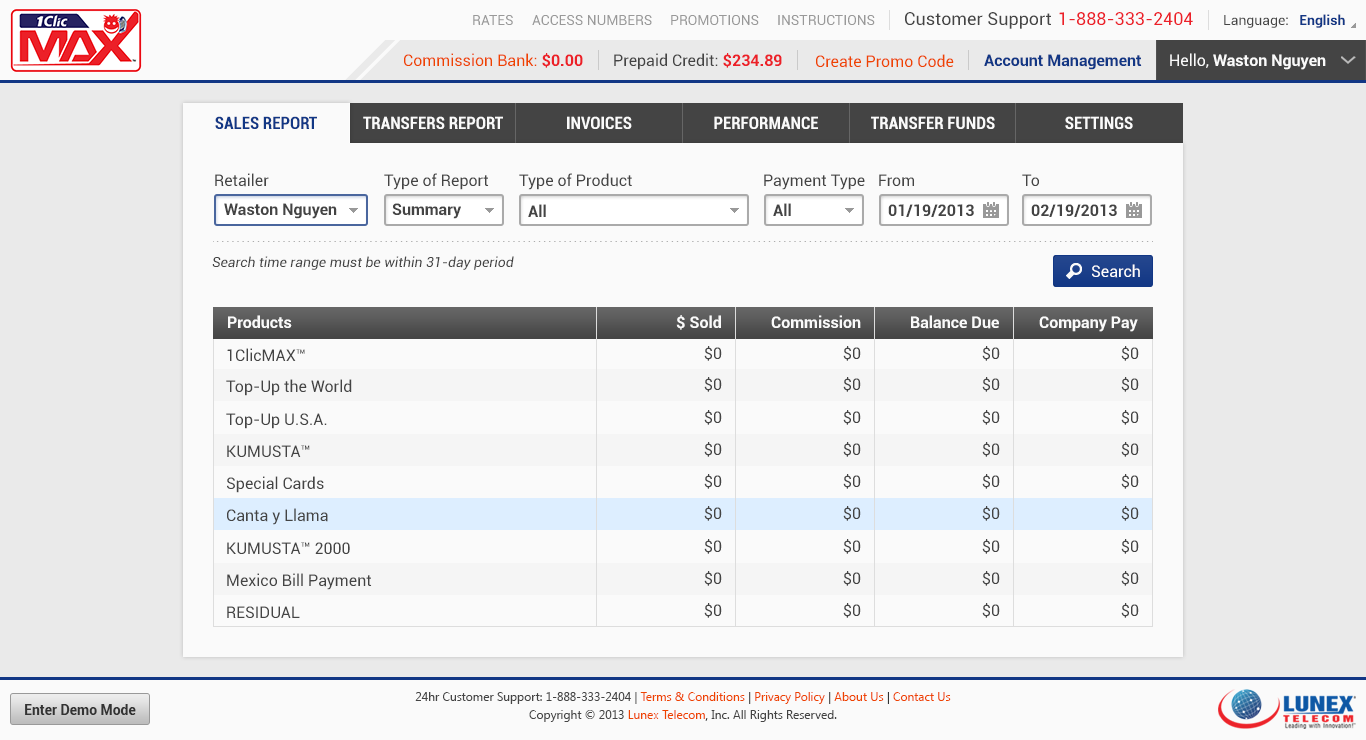 1Clic
MAX
RATES ACCESS NUMBERS PROMOTIONS INSTRUCTIONS Customer Support 1-888-333-2404 Language: English
Commission Bank: $0.00 Prepaid Credit: $234.89 Create Promo Code Account Management Hello, Waston Nguyen
SALES REPORT TRANSFERS REPORT INVOICES PERFORMANCE TRANSFER FUNDS SETTINGS
Retailer Type of Report Type of Product Payment Type From To
Waston Nguyen Summary All All 01/19/2013 02/19/2013
Search time range must be within 31-day period
Search
Products $ Sold Commission Balance Due Company Pay
1ClicMAX™ $0 $0 $0 $0
Top-Up the World $0 $0 $0 $0
Top-Up U.S.A. $0 $0 $0 $0
KUMUSTA™ $0 $0 $0 $0
Special Cards $0 $0 $0 $0
Canta y Llama $0 $0 $0 $0
KUMUSTA™ 2000 $0 $0 $0 $0
Mexico Bill Payment $0 $0 $0 $0
RESIDUAL $0 $0 $0 $0
Enter Demo Mode
24hr Customer Support: 1-888-333-2404 | Terms & Conditions | Privacy Policy | About Us | Contact Us
Copyright © 2013 Lunex Telecom, Inc. All Rights Reserved.
LUNEX
TELECOM
Leading with Innovation!™